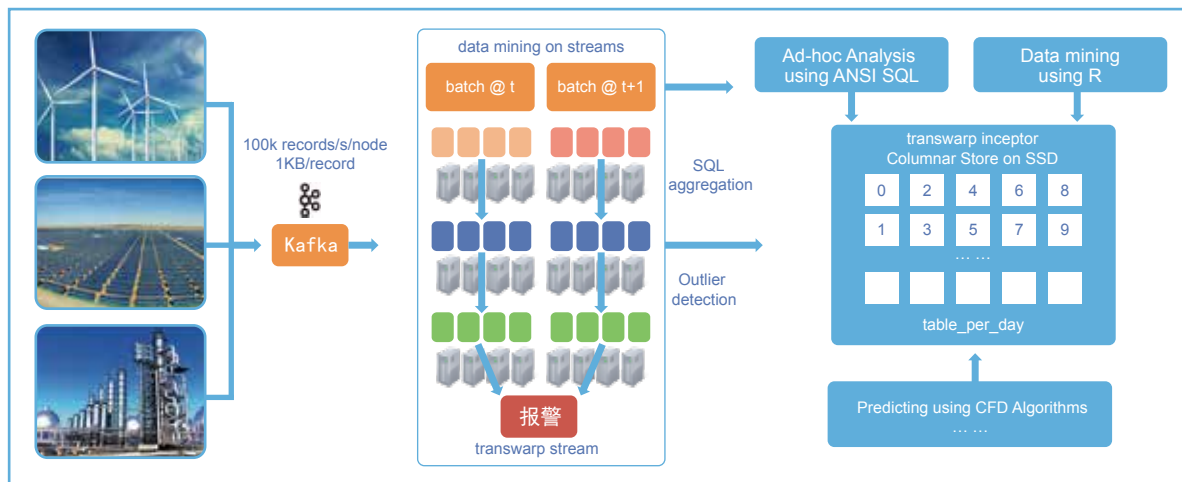 100k records/s/node
1KB/record
Kafka
data mining on streams
batch @ t
batch @ t+1
报警
transwarp stream
SQL
aggregation
Outlier
detection
Ad-hoc Analysis
using ANSI SQL
Data mining
using R
transwarp inceptor
Columnar Store on SSD
0 2 4 6 8
1 3 5 7 9
… …
table_per_day
Predicting using CFD Algorithms
… …